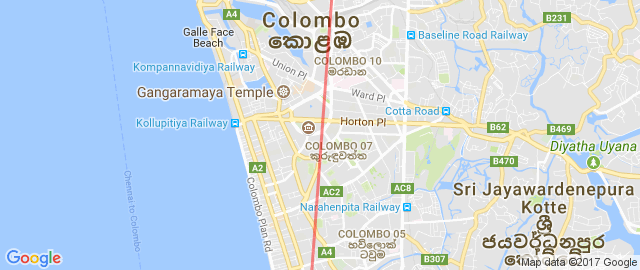 A4
Colombo
කොළඹ
B231
Galle Face
Beach
Baseline Road Railway
Kompannavidiya Railway
Union Pl
COLOMBO 10
මරදාන
Gangaramaya Temple
Ward Pl
Cotta Road
Kollupitiya Railway
Horton Pl
B62
B469
COLOMBO 07
කුරුඳුවත්ත
Diyatha Uyana
A2
B470
Chennai to Colombo
Colombo Plan Rd
AC2
AC8
Sri Jayawardenepura
Kotte
ශ්‍රී
ජයවර්ධනපුර
Narahenpita Railway
COLOMBO 05
හැව්ලොක්
ටවුම
A4
B307
Google
Map data ©2017 Google